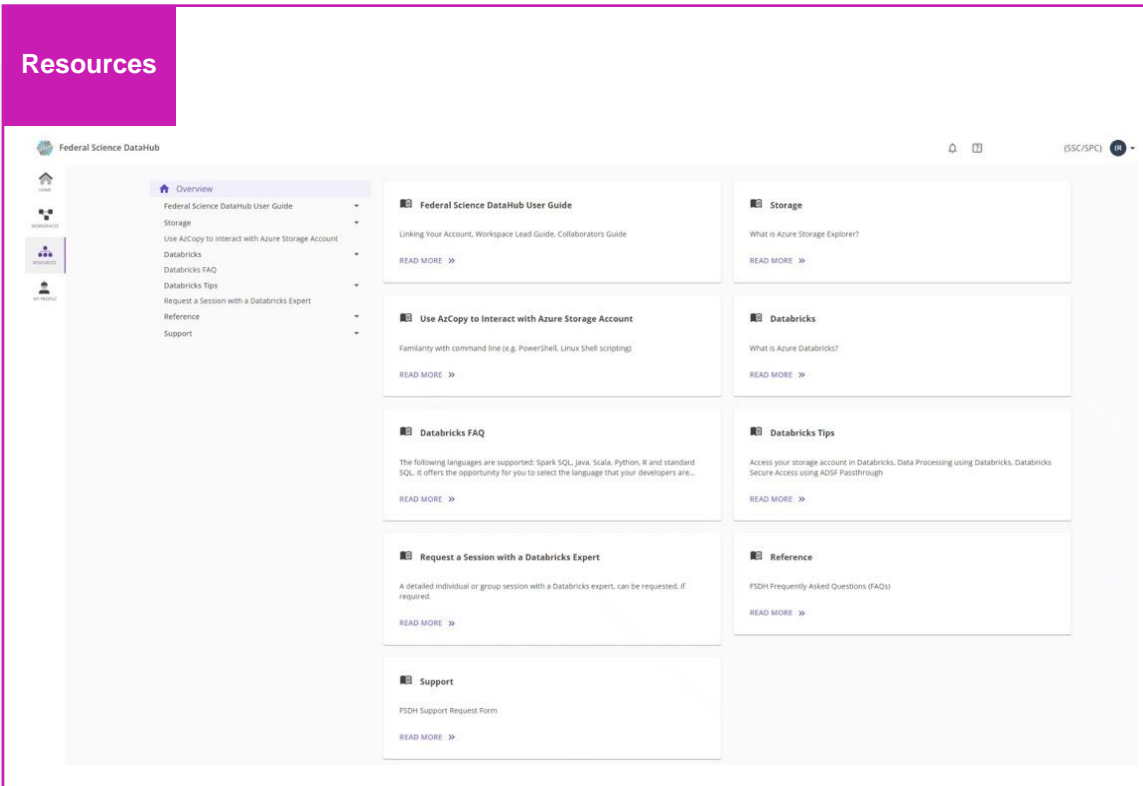 Resources
Federal Science DataHub
(SSC/SPC)
(R
HOME
WORKSPACES
RESOURCES
MY PROFILE
Overview
Federal Science DataHub User Guide
Storage
Use AzCopy to Interact with Azure Storage Account
Databricks
Databricks FAQ
Databricks Tips
Request a Session with a Databricks Expert
Reference
Support
Federal Science DataHub User Guide
Linking Your Account, Workspace Lead Guide, Collaborators Guide
READ MORE »
Storage
What is Azure Storage Explorer?
READ MORE »
Use AzCopy to Interact with Azure Storage Account
Familarity with command line (e.g. PowerShell, Linux Shell scripting)
READ MORE »
Databricks
What is Azure Databricks?
READ MORE »
Databricks FAQ
The following languages are supported: Spark SQL, Java, Scala, Python, R and standard
SQL. It offers the opportunity for you to select the language that your developers are...
READ MORE »
Databricks Tips
Access your storage account in Databricks, Data Processing using Databricks, Databricks
Secure Access using ADSF Passthrough
READ MORE »
Request a Session with a Databricks Expert
A detailed individual or group session with a Databricks expert, can be requested, if
required.
READ MORE »
Reference
FSDH Frequently Asked Questions (FAQs)
READ MORE »
Support
FSDH Support Request Form
READ MORE »